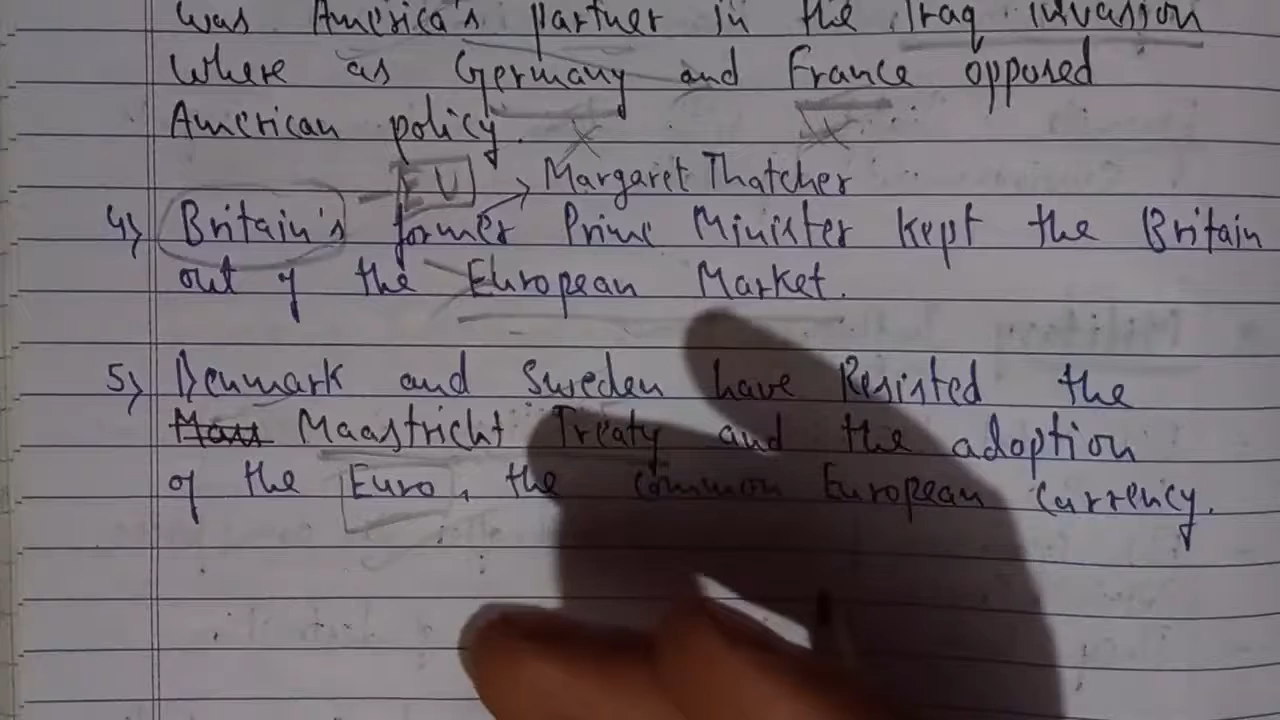 was America's partner in the Iraq invassion
Where as Germany and France opposed
American policy.
EU Margaret Thatcher
4) Britain's former Prime Minister kept the Britain
out of the European Market.
5) Denmark and Sweden have Resisted the
Mass Maastricht Treaty and the adoption
of the Euro, the common European Currency.